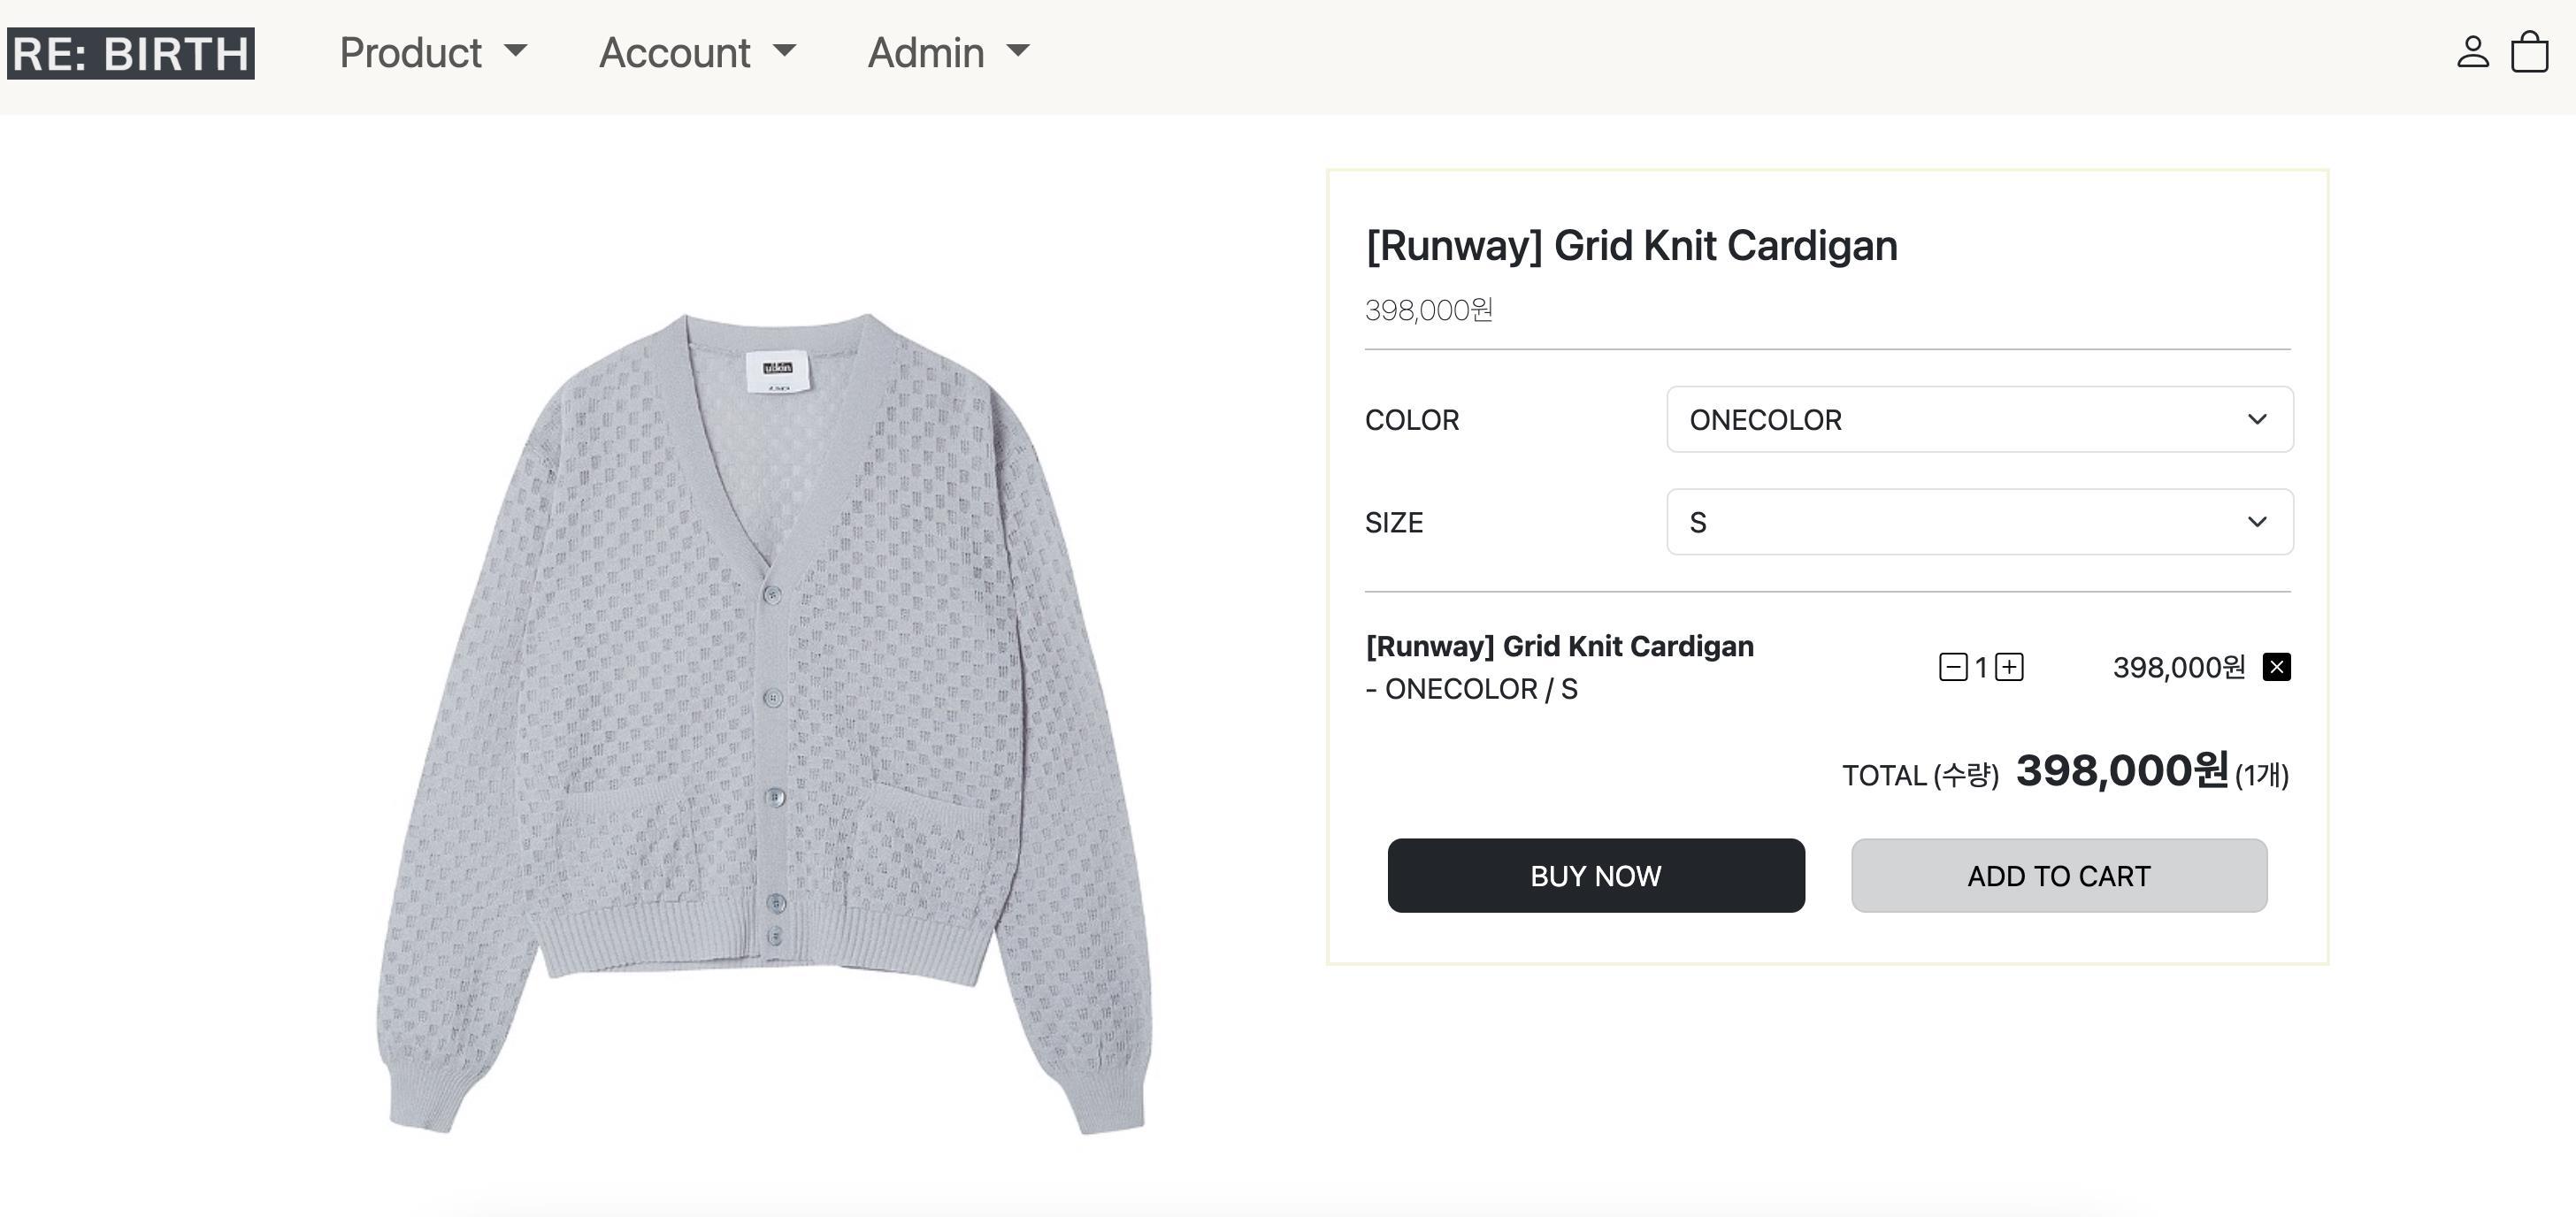 RE: BIRTH
Product
Account
Admin
[Runway] Grid Knit Cardigan
398,000원
COLOR
ONECOLOR
SIZE
S
[Runway] Grid Knit Cardigan
- ONECOLOR / S
1
398,000원
TOTAL (수량) 398,000원 (1개)
BUY NOW
ADD TO CART